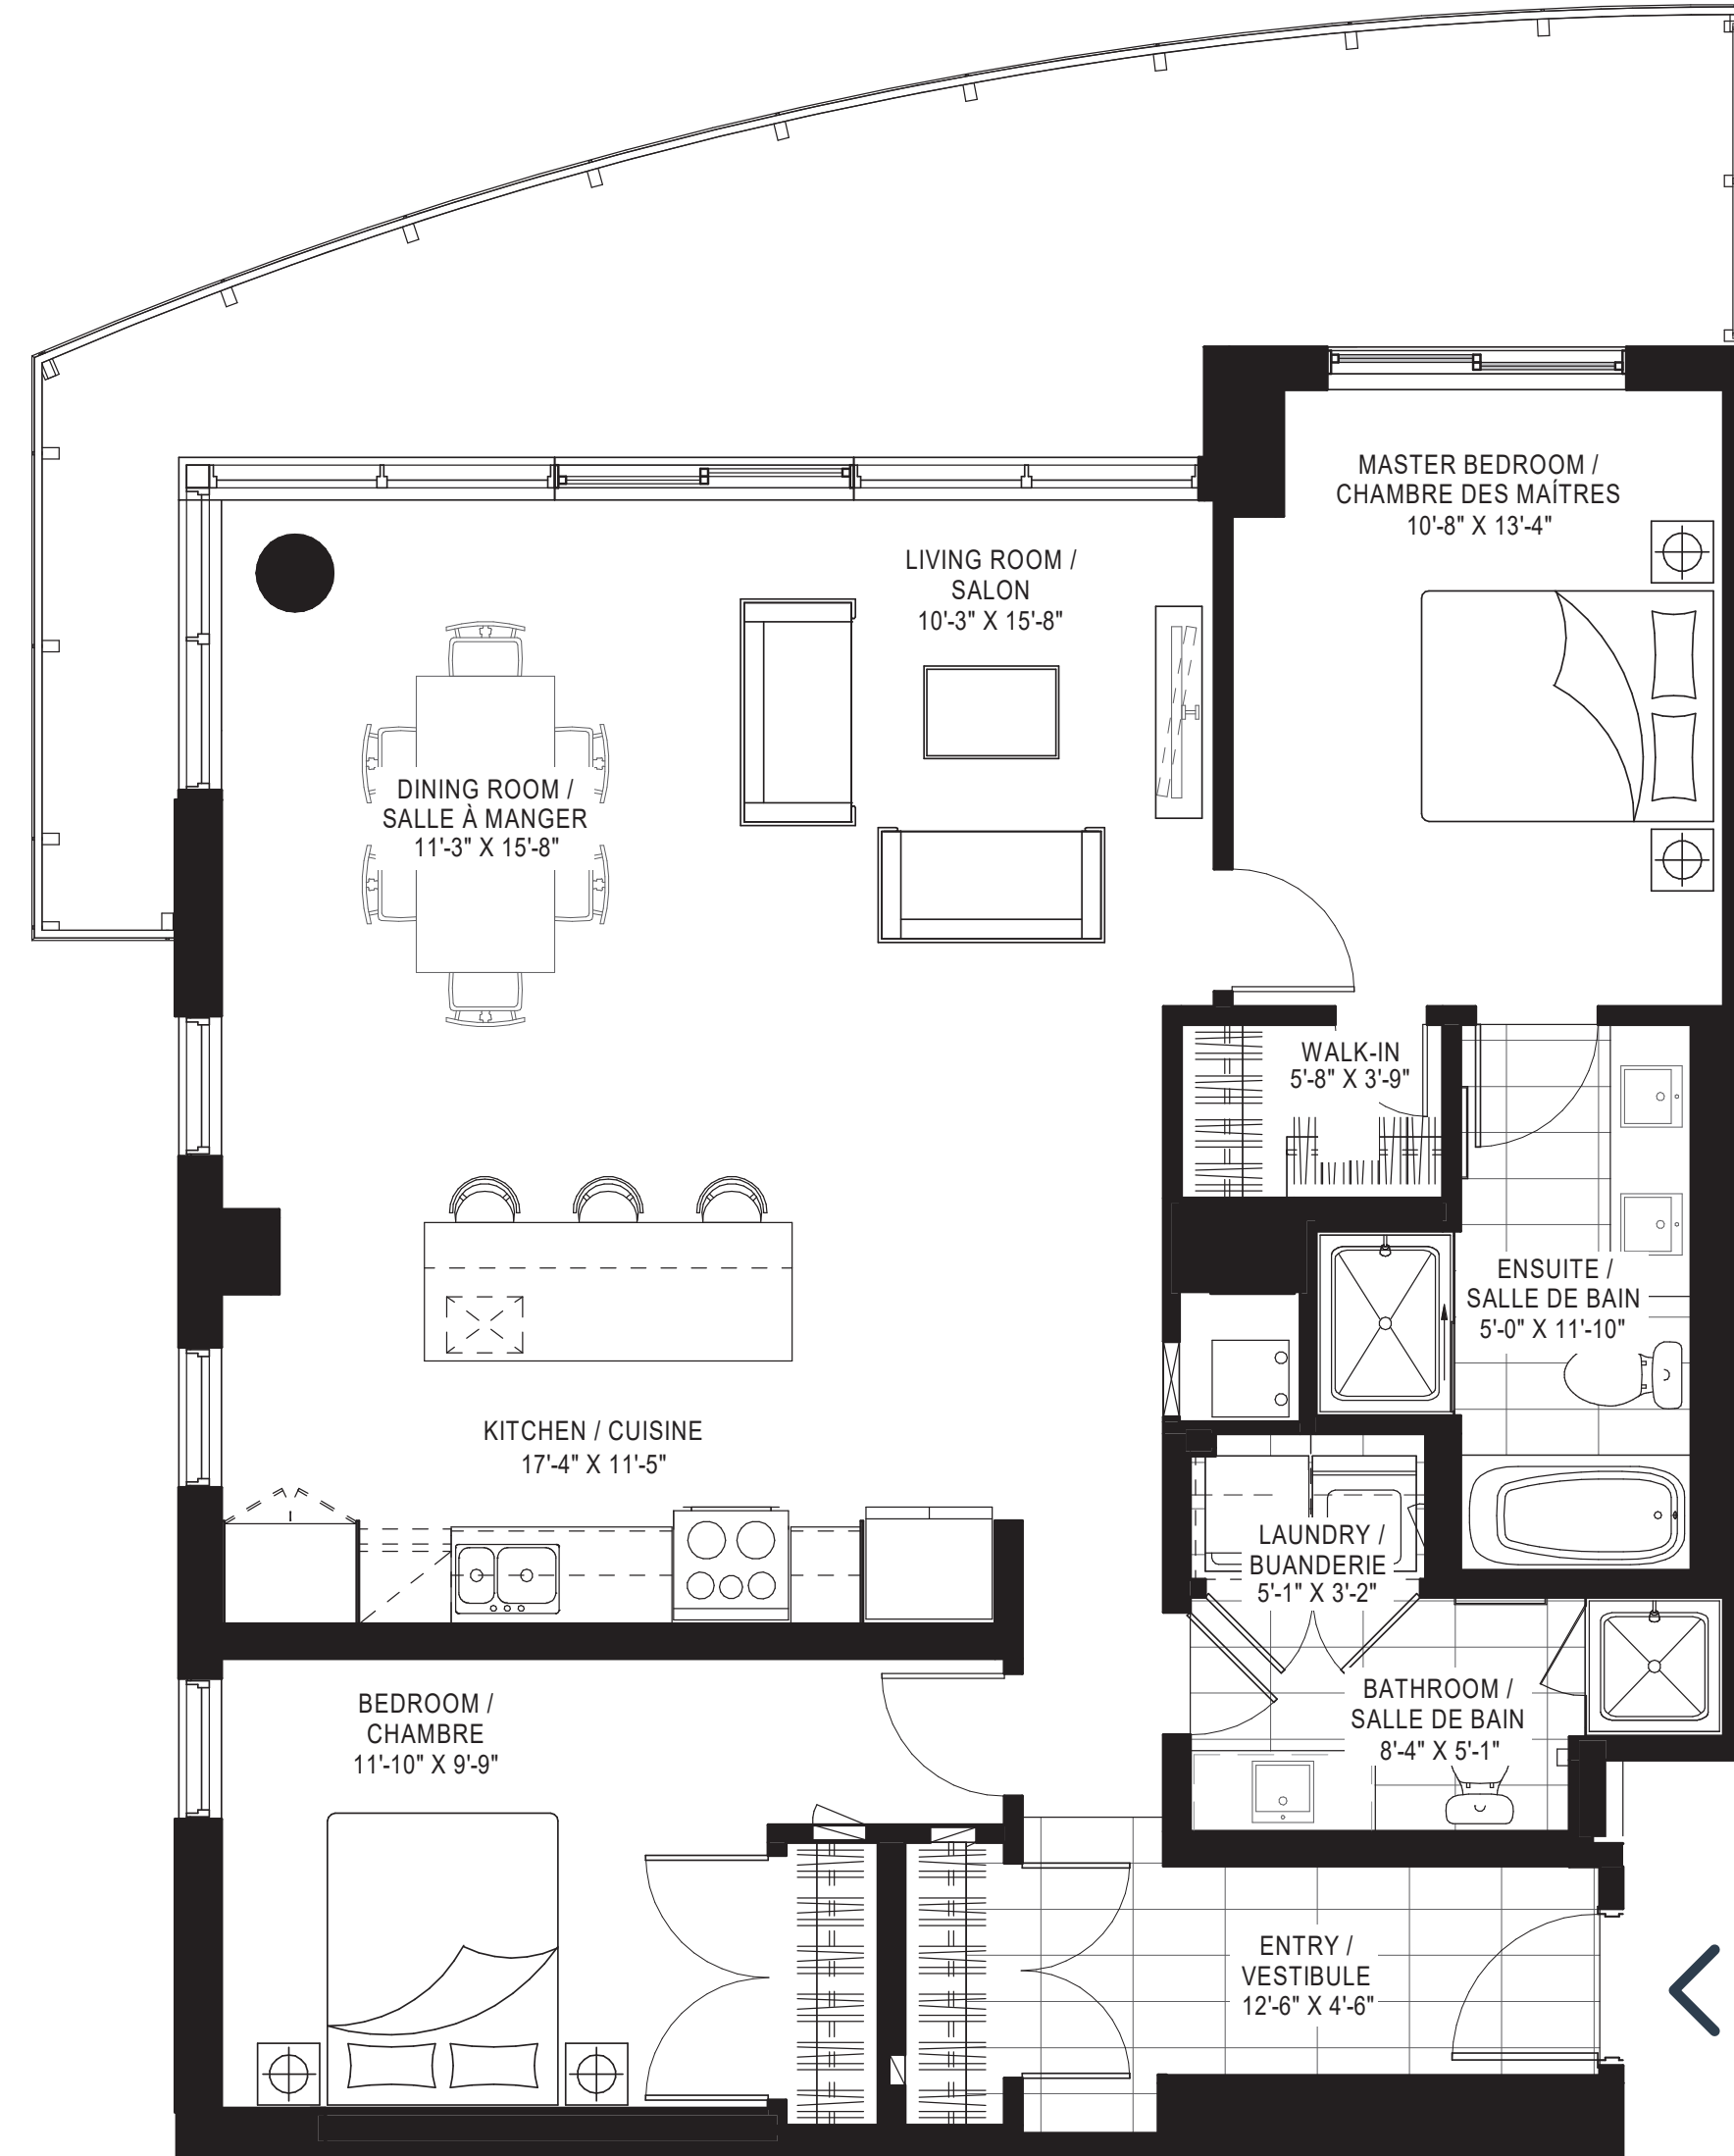 MASTER BEDROOM /
CHAMBRE DES MAÍTRES
10'-8" X 13'-4"
LIVING ROOM /
SALON
10'-3" X 15'-8"
DINING ROOM /
SALLE À MANGER
11'-3" X 15'-8"
WALK-IN
5'-8" X 3'-9"
ENSUITE /
SALLE DE BAIN
5'-0" X 11'-10"
KITCHEN / CUISINE
17'-4" X 11'-5"
LAUNDRY /
BUANDERIE
5'-1" X 3'-2"
BEDROOM /
CHAMBRE
11'-10" X 9'-9"
BATHROOM /
SALLE DE BAIN
8'-4" X 5'-1"
ENTRY /
VESTIBULE
12'-6" X 4'-6"